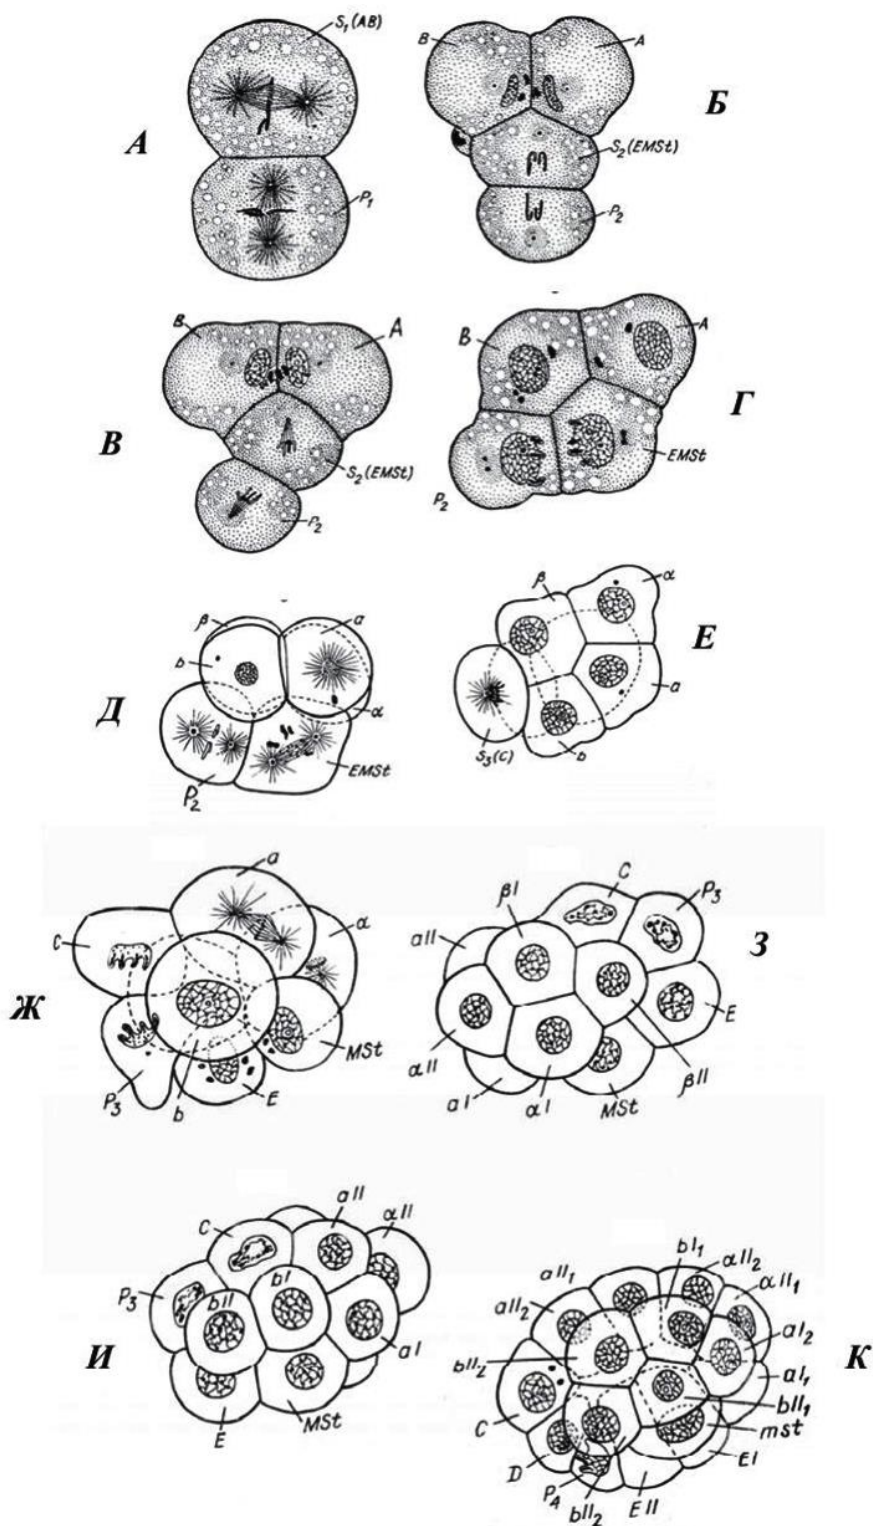 S₁(AB)
А
P₁
B
A
Б
S₂(EMSt)
P₂
B
A
В
S₂(EMSt)
P₂
B
A
Г
EMSt
P₂
β
a
b
Д
α
EMSt
P₂
β
α
Е
a
S₃(C)
b
a
C
α
Ж
MSt
P₃
b
E
C
βI
P₃
aII
З
E
αII
βII
aI
αI
MSt
aII
C
αII
P₃
bII
bI
И
aI
E
MSt
bI₁
αII₂
aII₁
αII₁
aII₂
aI₂
К
bII₂
aI₁
bII₁
C
mst
D
EI
P₄
bII₂
EII